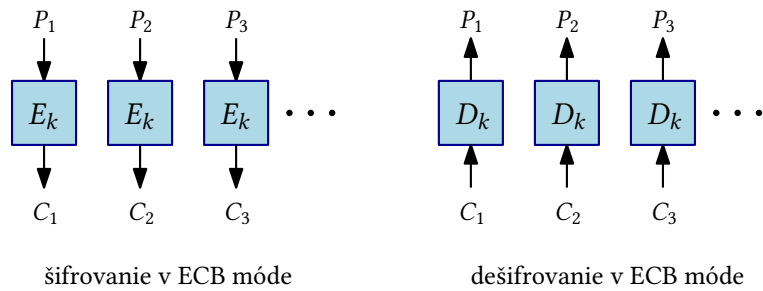 P₁ P₂ P₃ P₁ P₂ P₃
Eₖ Eₖ Eₖ ··· Dₖ Dₖ Dₖ ···
C₁ C₂ C₃ C₁ C₂ C₃
šifrovanie v ECB móde
dešifrovanie v ECB móde